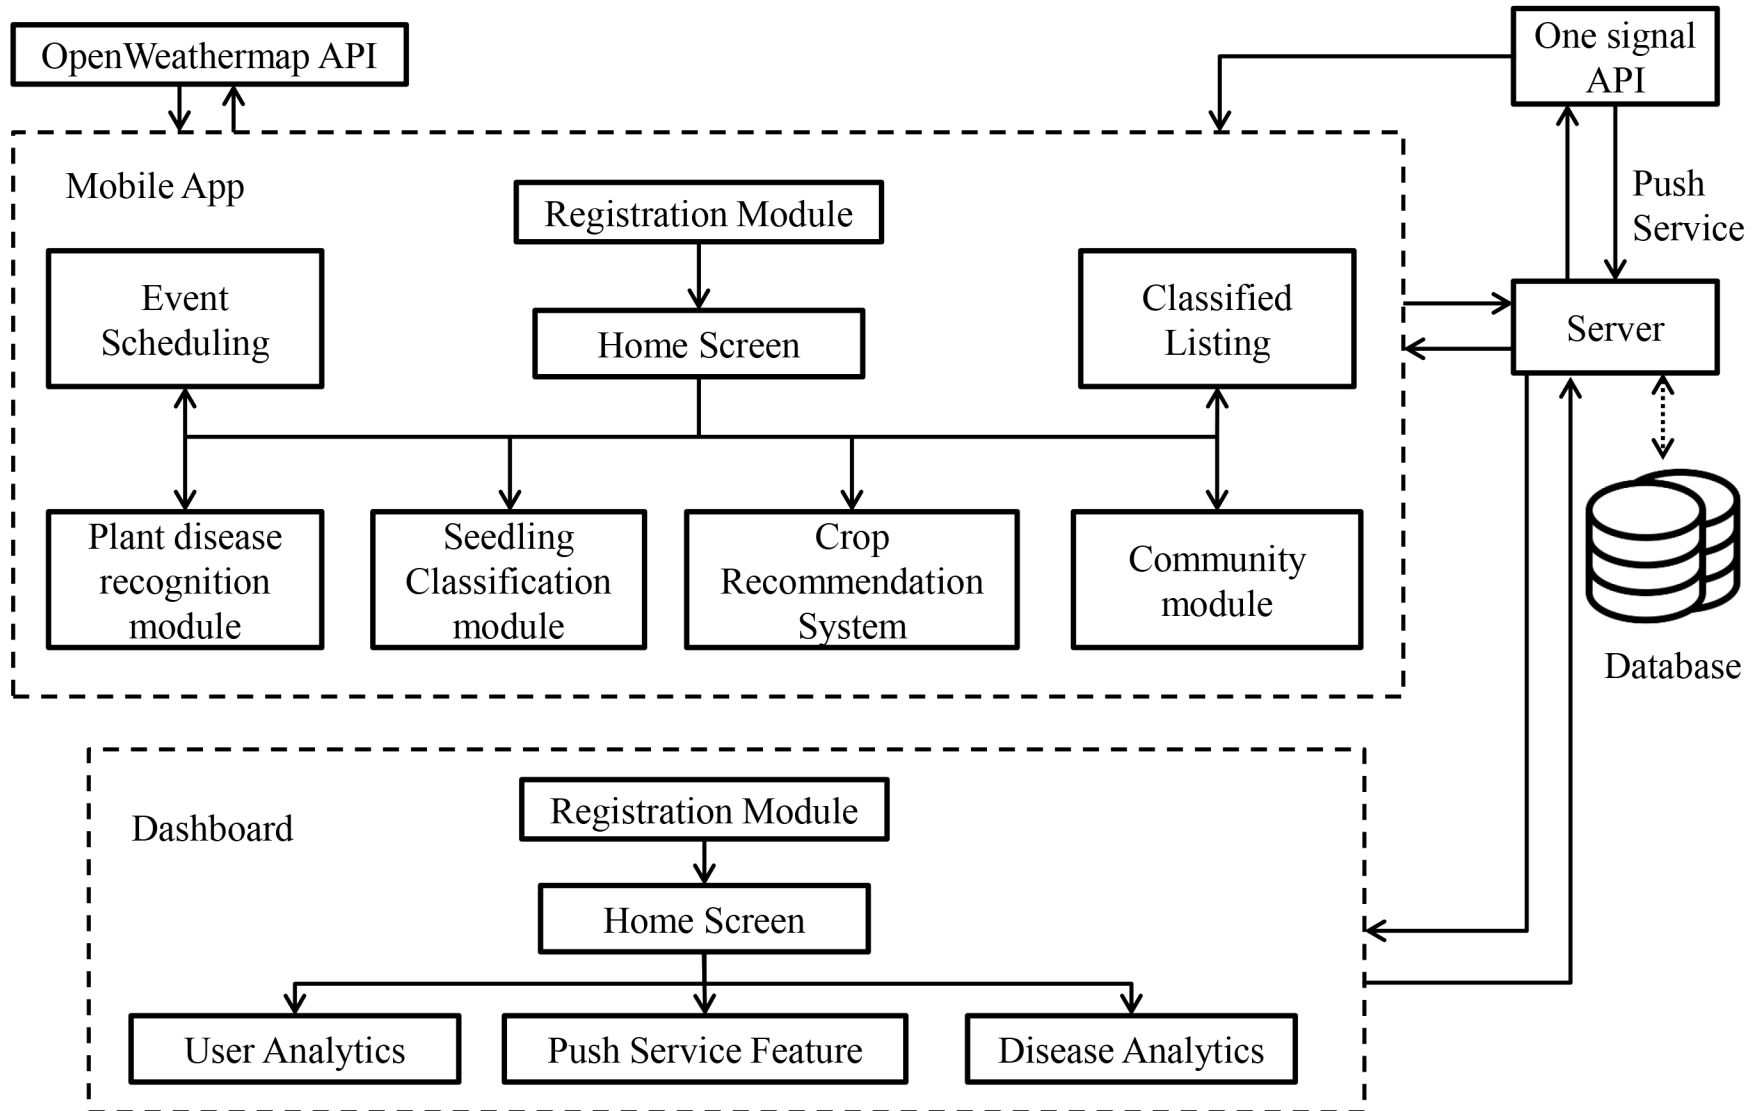 OpenWeathermap API
One signal
API
Push
Service
Mobile App
Registration Module
Event
Scheduling
Home Screen
Classified
Listing
Server
Plant disease
recognition
module
Seedling
Classification
module
Crop
Recommendation
System
Community
module
Database
Dashboard
Registration Module
Home Screen
User Analytics
Push Service Feature
Disease Analytics